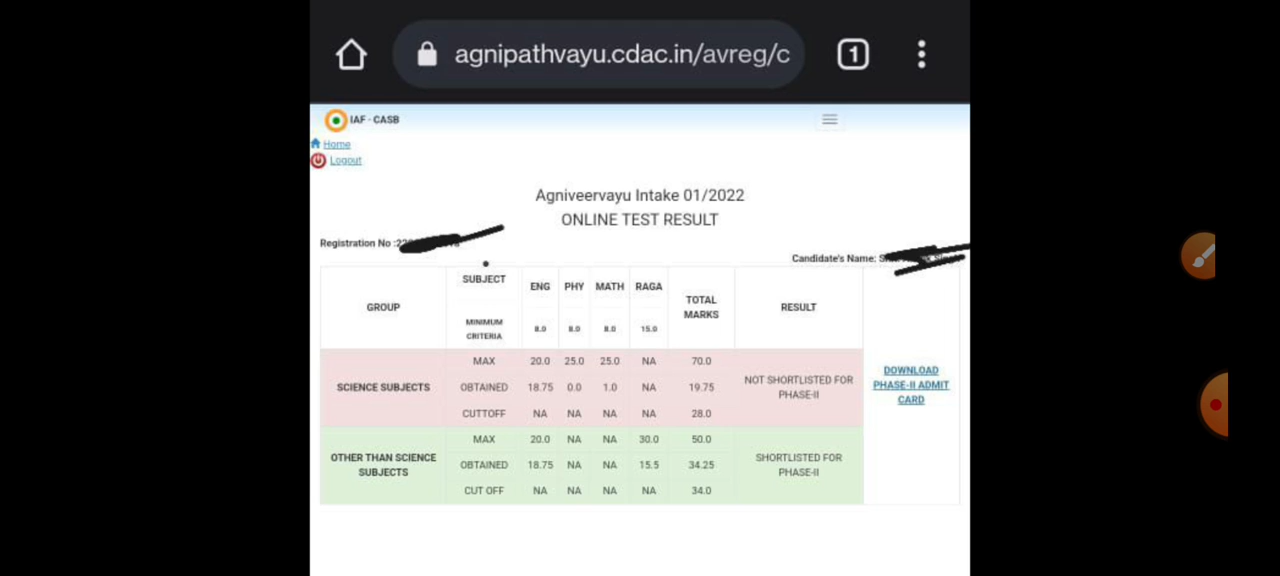 agnipathvayu.cdac.in/avreg/c
1
IAF - CASB
Home
Logout
Agniveervayu Intake 01/2022
ONLINE TEST RESULT
Registration No :
Candidate's Name:
GROUP SUBJECT ENG PHY MATH RAGA TOTAL MARKS RESULT
MINIMUM CRITERIA 8.0 8.0 8.0 15.0
SCIENCE SUBJECTS
MAX 20.0 25.0 25.0 NA 70.0
OBTAINED 18.75 0.0 1.0 NA 19.75
CUTTOFF NA NA NA NA 28.0
NOT SHORTLISTED FOR
PHASE-II
OTHER THAN SCIENCE
SUBJECTS
MAX 20.0 NA NA 30.0 50.0
OBTAINED 18.75 NA NA 15.5 34.25
CUT OFF NA NA NA NA 34.0
SHORTLISTED FOR
PHASE-II
DOWNLOAD
PHASE-II ADMIT
CARD